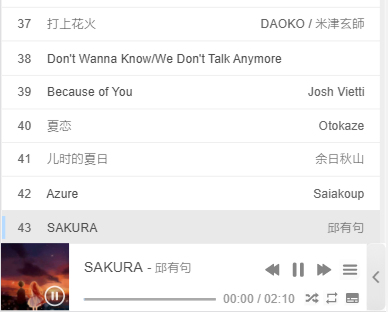 37 打上花火 DAOKO / 米津玄師
38 Don't Wanna Know/We Don't Talk Anymore
39 Because of You Josh Vietti
40 夏恋 Otokaze
41 儿时的夏日 余日秋山
42 Azure Saiakoup
43 SAKURA 邱有句
SAKURA - 邱有句
00:00 / 02:10